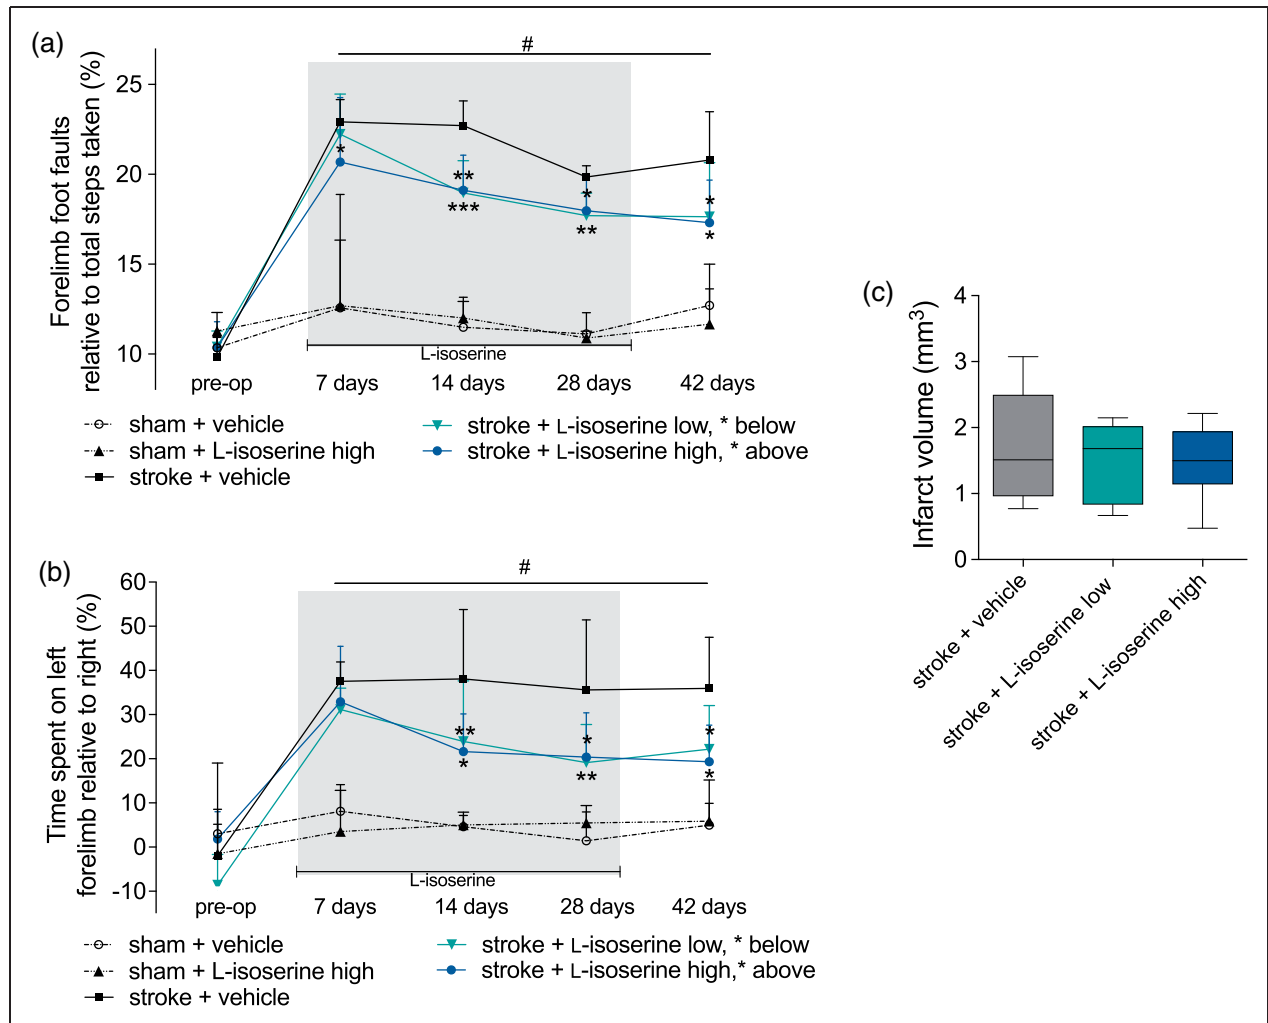 (a)
#
Forelimb foot faults
relative to total steps taken (%)
25
20
15
10
*
**
***
*
**
*
*
L-isoserine
pre-op 7 days 14 days 28 days 42 days
sham + vehicle
sham + L-isoserine high
stroke + vehicle
stroke + L-isoserine low, * below
stroke + L-isoserine high, * above
(b)
#
Time spent on left
forelimb relative to right (%)
60
50
40
30
20
10
0
-10
**
*
*
**
*
*
L-isoserine
pre-op 7 days 14 days 28 days 42 days
sham + vehicle
sham + L-isoserine high
stroke + vehicle
stroke + L-isoserine low, * below
stroke + L-isoserine high,* above
(c)
Infarct volume (mm³)
4
3
2
1
0
stroke + vehicle
stroke + L-isoserine low
stroke + L-isoserine high